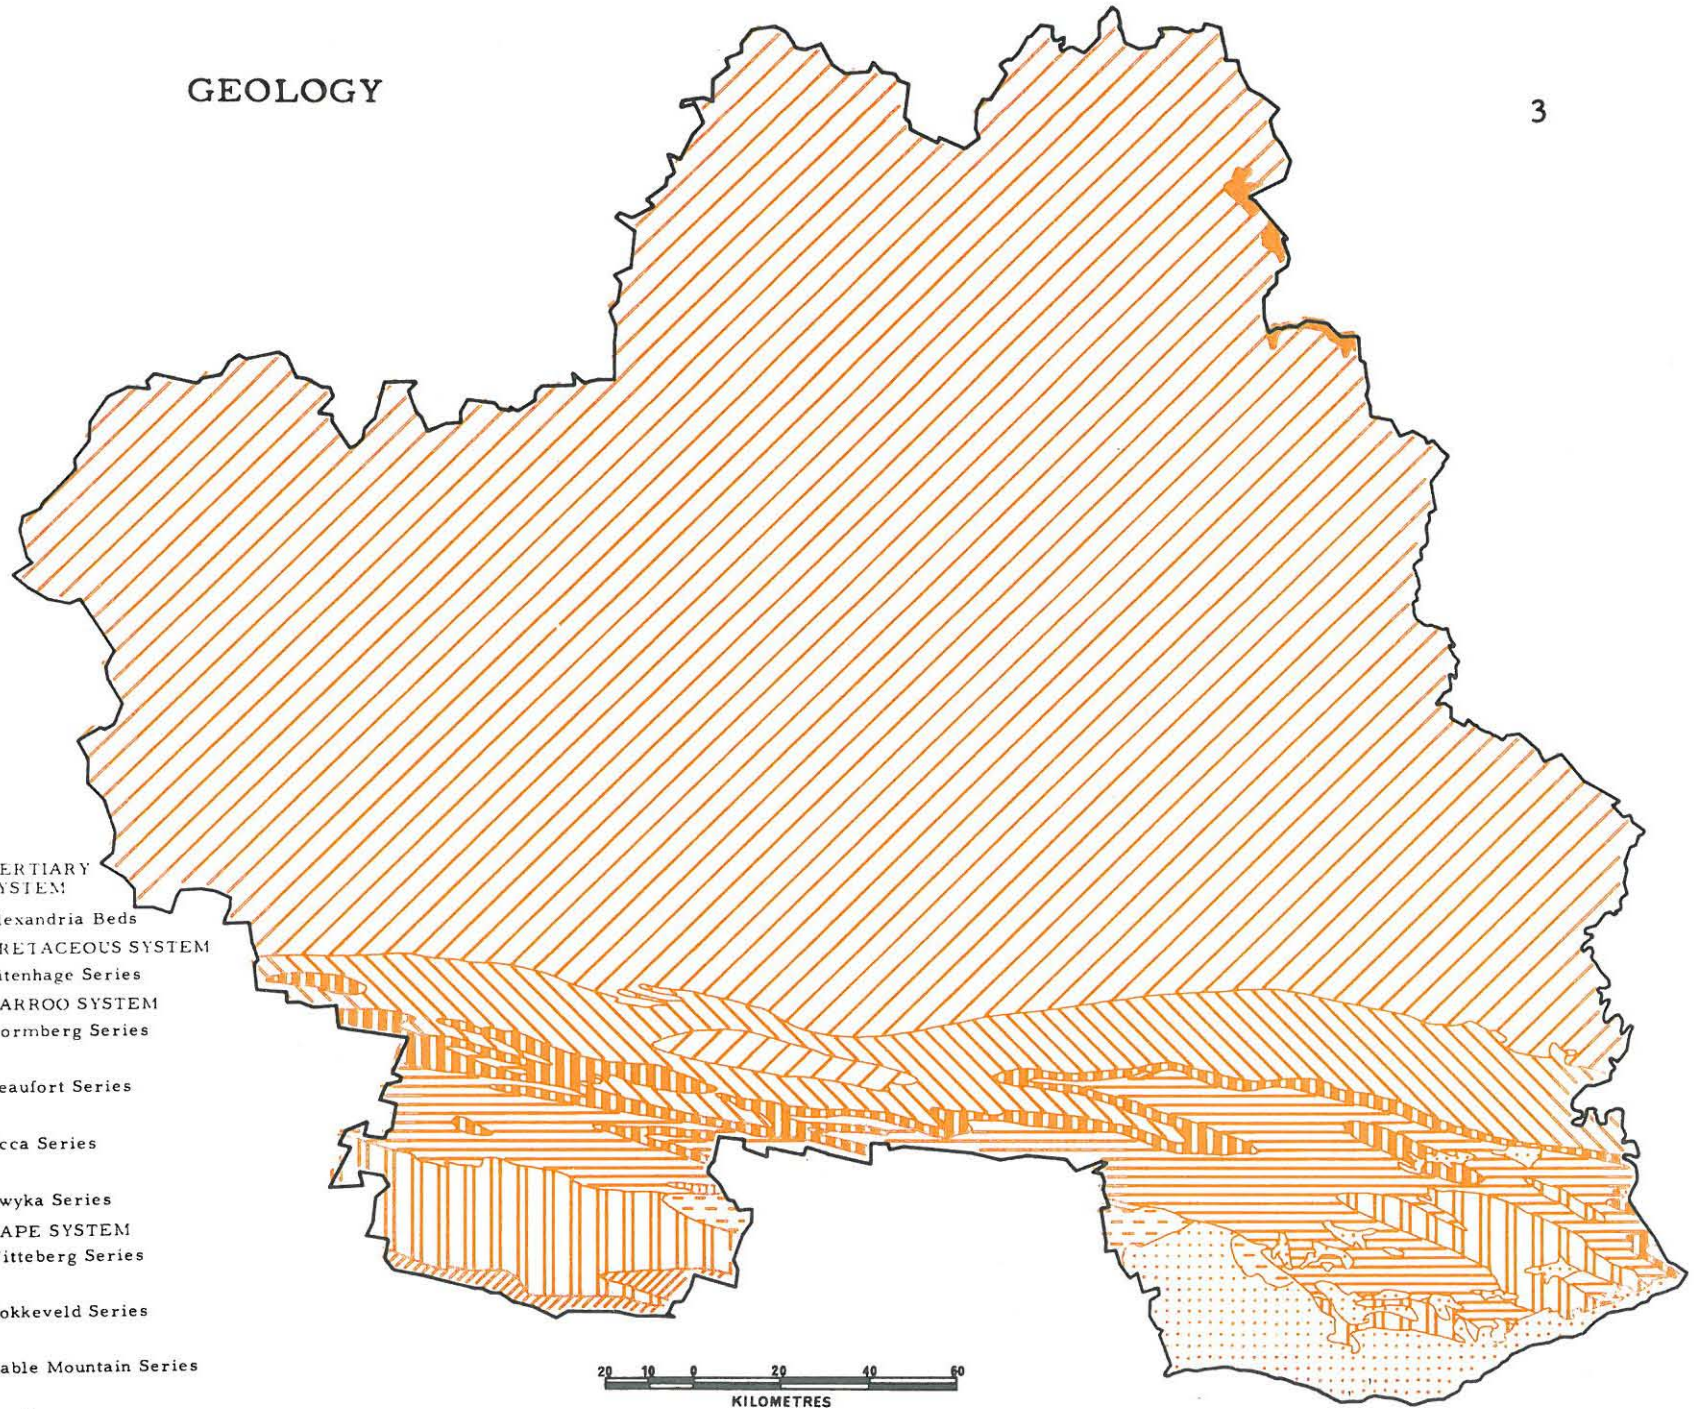 GEOLOGY
3
ERTIARY
YSTEM
lexandria Beds
RETACEOUS SYSTEM
itenhage Series
ARROO SYSTEM
ormberg Series
eaufort Series
cca Series
wyka Series
APE SYSTEM
itteberg Series
okkeveld Series
able Mountain Series
20 10 0 20 40 60
KILOMETRES